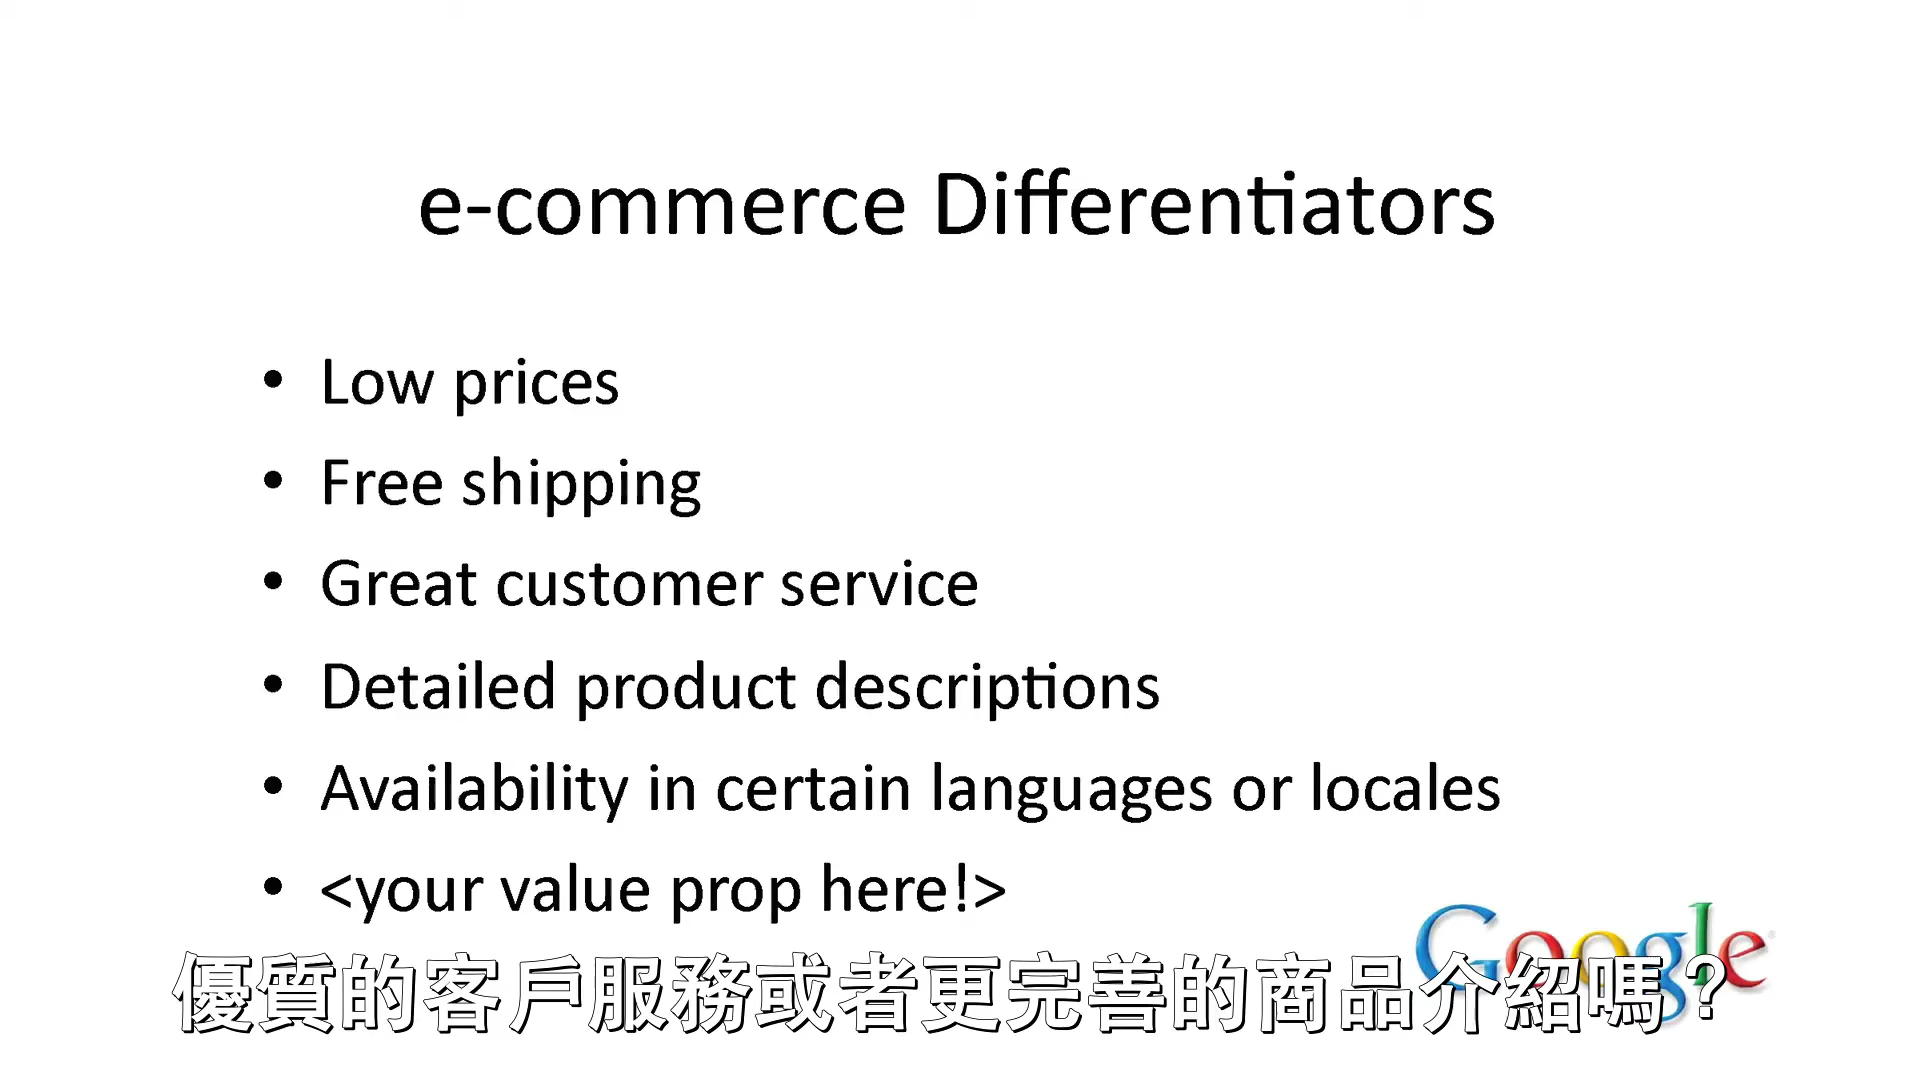 e-commerce Differentiators
• Low prices
• Free shipping
• Great customer service
• Detailed product descriptions
• Availability in certain languages or locales
• <your value prop here!>
Google
優質的客戶服務或者更完善的商品介紹嗎？